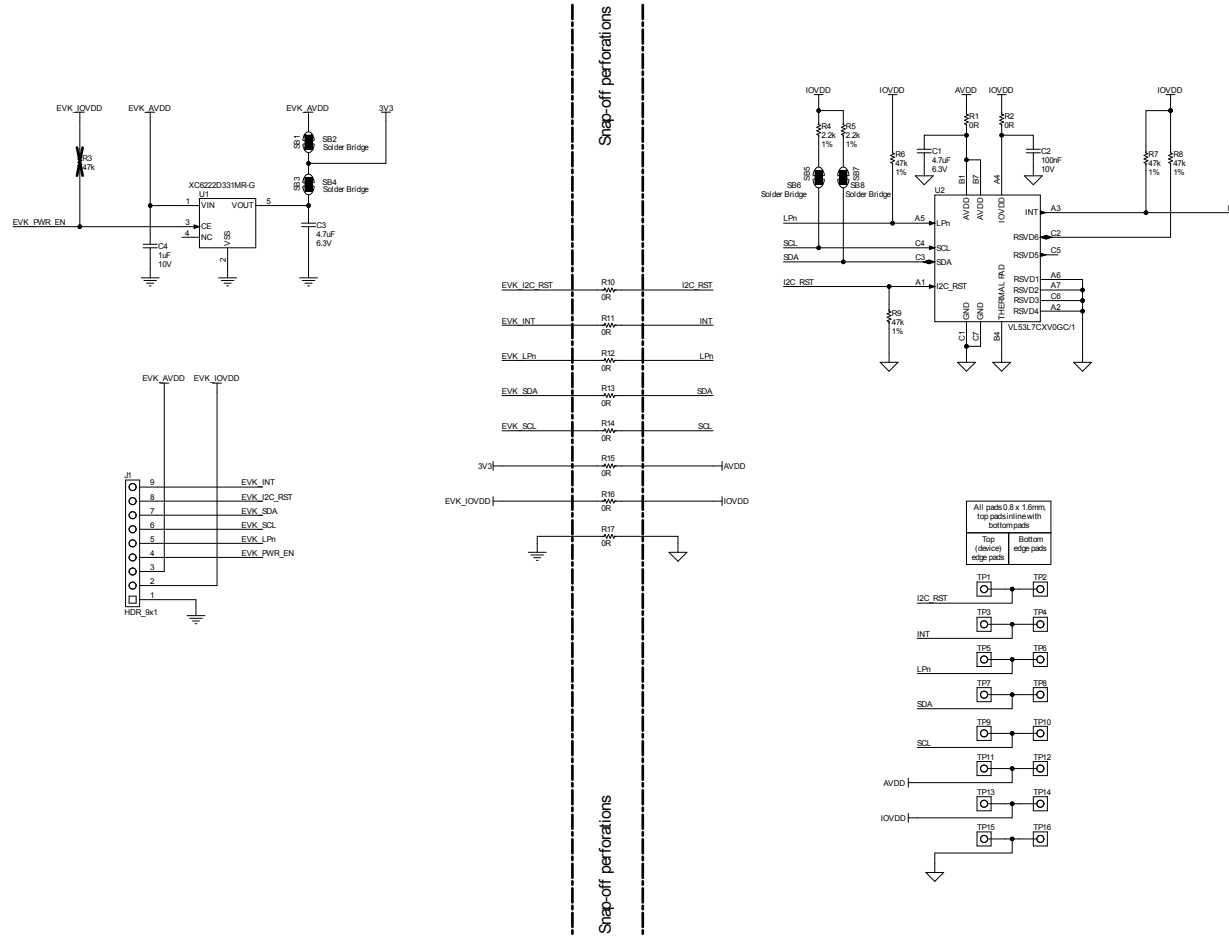 Snap-off perforations
EVK_IOVDD
EVK_AVDD
EVK_AVDD
3V3
R3
47k
SB1
SB2
Solder Bridge
SB3
SB4
Solder Bridge
XC6222D331MR-G
U1
1 VIN VOUT 5
EVK_PWR_EN
3 CE
4 NC
VSS
2
C4
1uF
10V
C3
4.7uF
6.3V
IOVDD
IOVDD
AVDD
IOVDD
IOVDD
R4
2.2k
1%
R5
2.2k
1%
R6
47k
1%
R1
0R
R2
0R
C1
4.7uF
6.3V
C2
100nF
10V
R7
47k
1%
R8
47k
1%
SB5
SB6
Solder Bridge
SB7
SB8
Solder Bridge
U2
B1
B7
A4
AVDD
AVDD
IOVDD
LPn A5 LPn
SCL C4 SCL
SDA C3 SDA
I2C_RST A1 I2C_RST
INT A3
RSVD6 C2
RSVD5 C5
RSVD1 A6
RSVD2 A7
RSVD3 C6
RSVD4 A2
GND
GND
THERMAL PAD
C1
C7
B4
VL53L7CXV0GC/1
R9
47k
1%
EVK_I2C_RST R10 I2C_RST
0R
EVK_INT R11 INT
0R
EVK_LPn R12 LPn
0R
EVK_SDA R13 SDA
0R
EVK_SCL R14 SCL
0R
3V3 R15 AVDD
0R
EVK_IOVDD R16 IOVDD
0R
R17
0R
EVK_AVDD
EVK_IOVDD
J1
9 EVK_INT
8 EVK_I2C_RST
7 EVK_SDA
6 EVK_SCL
5 EVK_LPn
4 EVK_PWR_EN
3
2
1
HDR_9x1
All pads 0.8 x 1.6mm,
top pads inline with
bottom pads
Top
(device)
edge pads
Bottom
edge pads
TP1 TP2
I2C_RST
TP3 TP4
INT
TP5 TP6
LPn
TP7 TP8
SDA
TP9 TP10
SCL
TP11 TP12
AVDD
TP13 TP14
IOVDD
TP15 TP16
Snap-off perforations